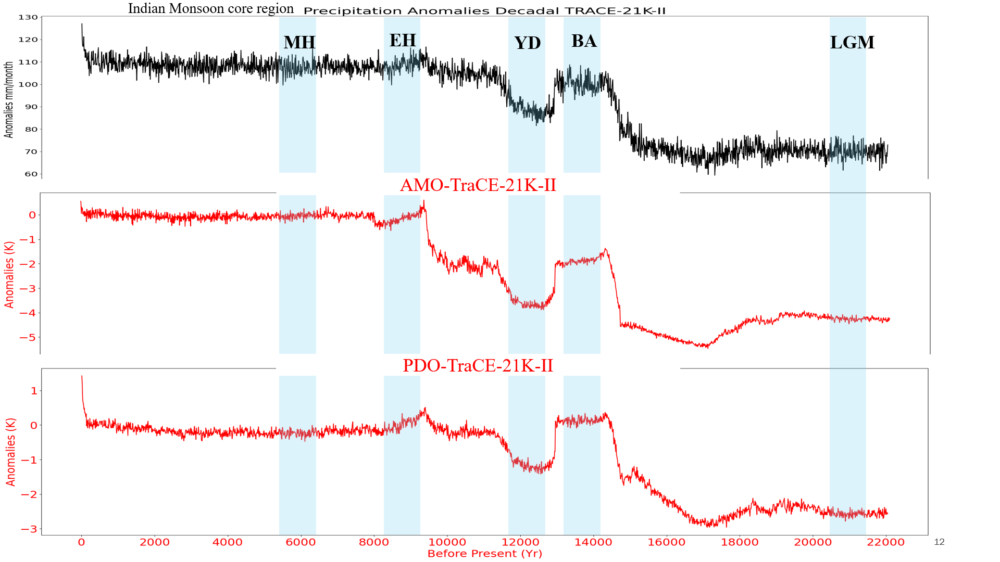 Indian Monsoon core region
Precipitation Anomalies Decadal TRACE-21K-II
Anomalies mm/month
130
120
110
100
90
80
70
60
MH
EH
YD
BA
LGM
AMO-TraCE-21K-II
Anomalies (K)
0
−1
−2
−3
−4
−5
PDO-TraCE-21K-II
Anomalies (K)
1
0
−1
−2
−3
0 2000 4000 6000 8000 10000 12000 14000 16000 18000 20000 22000
Before Present (Yr)
12